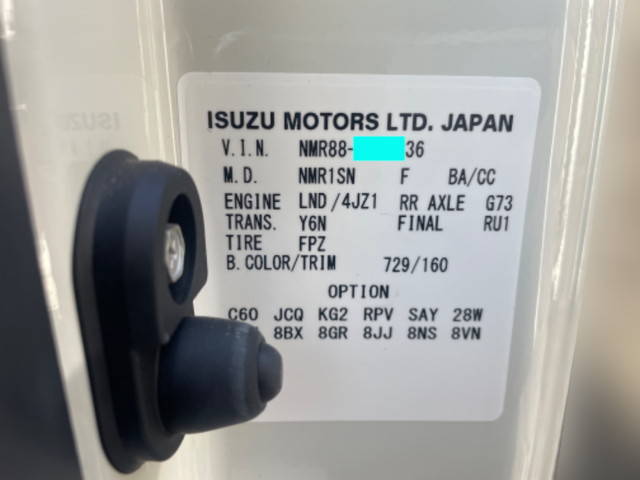 ISUZU MOTORS LTD. JAPAN
V.I.N. NMR88- 36
M.D. NMR1SN F BA/CC
ENGINE LND/4JZ1 RR AXLE G73
TRANS. Y6N FINAL RU1
TIRE FPZ
B.COLOR/TRIM 729/160
OPTION
C60 JCQ KG2 RPV SAY 28W
8BX 8GR 8JJ 8NS 8VN